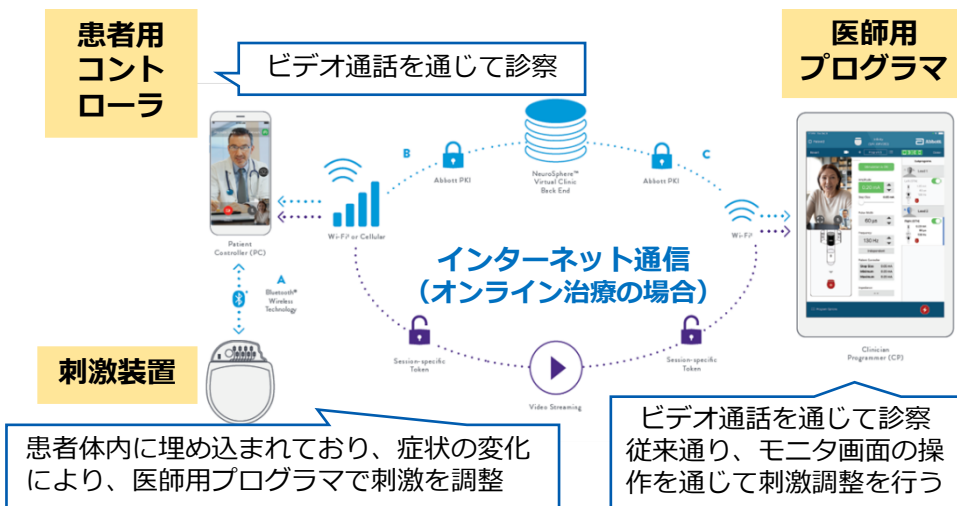 患者用
コント
ローラ
ビデオ通話を通じて診察
医師用
プログラマ
B
C
Abbott PKI
NeuroSphere™
Virtual Clinic
Back End
Abbott PKI
Abbott
Wi-Fi® or Cellular
Wi-Fi®
Patient
Controller (PC)
インターネット通信
(オンライン治療の場合)
A
Bluetooth®
Wireless
Technology
60 μs
130 Hz
Session-specific
Token
Session-specific
Token
刺激装置
Video Streaming
Clinician
Programmer (CP)
患者体内に埋め込まれており、症状の変化
により、医師用プログラマで刺激を調整
ビデオ通話を通じて診察
従来通り、モニタ画面の操
作を通じて刺激調整を行う